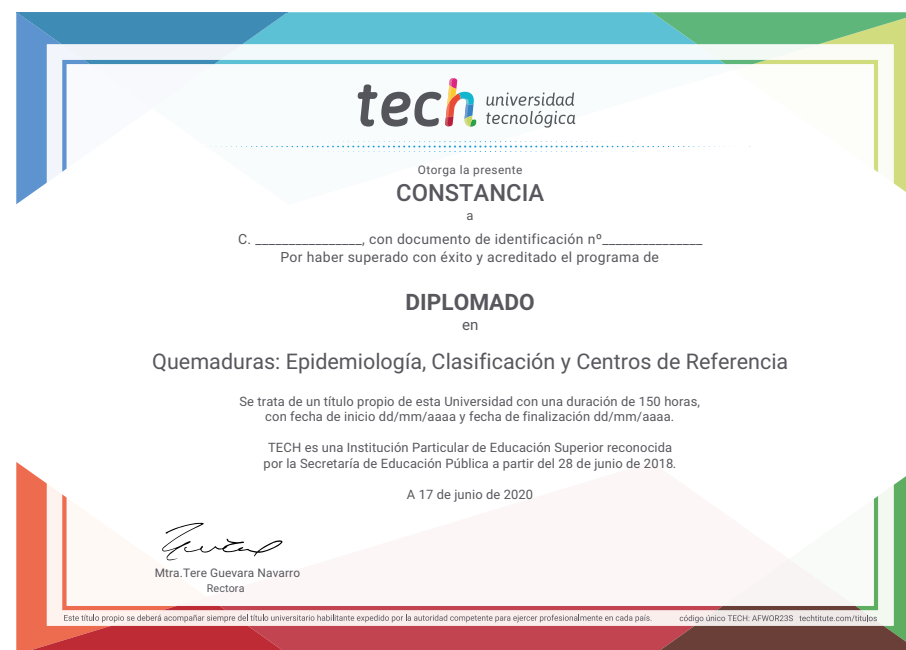 tech universidad
tecnológica
Otorga la presente
CONSTANCIA
a
C. ________________, con documento de identificación nº_______________
Por haber superado con éxito y acreditado el programa de
DIPLOMADO
en
Quemaduras: Epidemiología, Clasificación y Centros de Referencia
Se trata de un título propio de esta Universidad con una duración de 150 horas,
con fecha de inicio dd/mm/aaaa y fecha de finalización dd/mm/aaaa.
TECH es una Institución Particular de Educación Superior reconocida
por la Secretaría de Educación Pública a partir del 28 de junio de 2018.
A 17 de junio de 2020
Mtra.Tere Guevara Navarro
Rectora
Este título propio se deberá acompañar siempre del título universitario habilitante expedido por la autoridad competente para ejercer profesionalmente en cada país. código único TECH: AFWOR23S techtitute.com/titulos